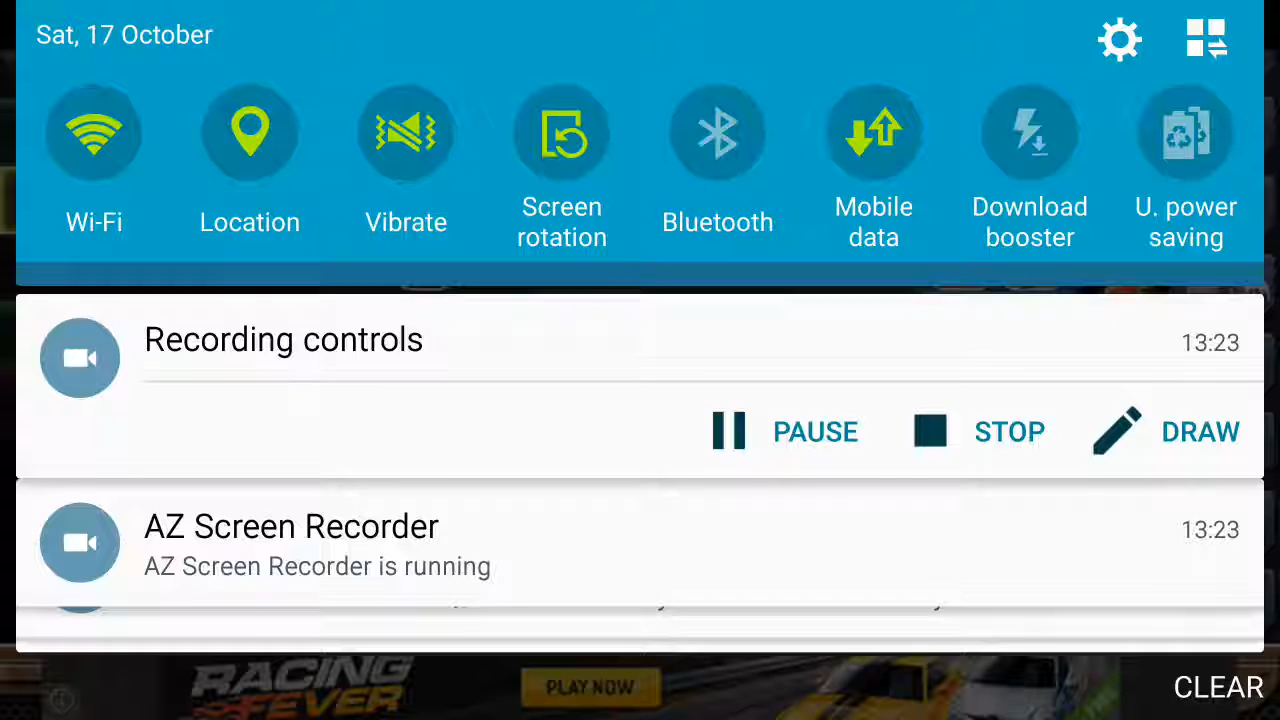 Sat, 17 October
Wi-Fi
Location
Vibrate
Screen
rotation
Bluetooth
Mobile
data
Download
booster
U. power
saving
Recording controls
13:23
PAUSE
STOP
DRAW
AZ Screen Recorder
13:23
AZ Screen Recorder is running
RACING
FEVER
PLAY NOW
CLEAR